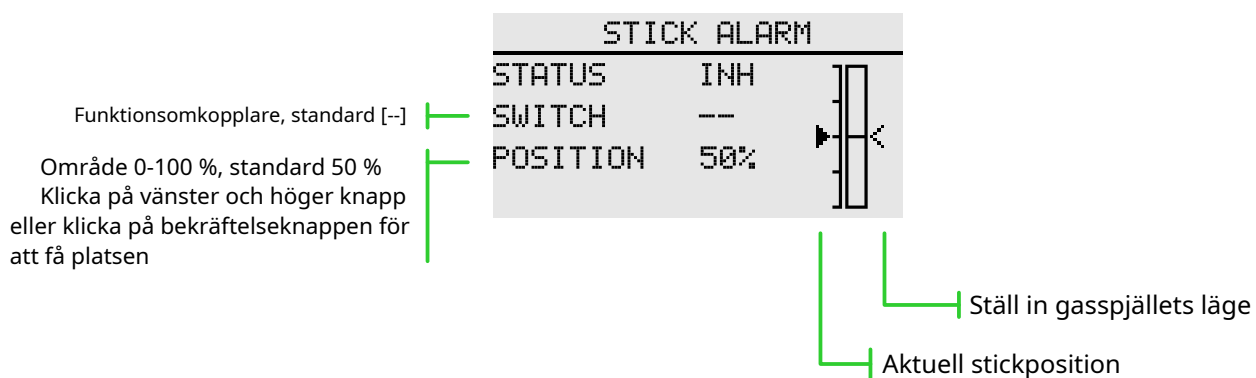 STICK ALARM
STATUS INH
Funktionsomkopplare, standard [--]
SWITCH --
Område 0-100 %, standard 50 %
Klicka på vänster och höger knapp
eller klicka på bekräftelseknappen för
att få platsen
POSITION 50%
Ställ in gasspjällets läge
Aktuell stickposition